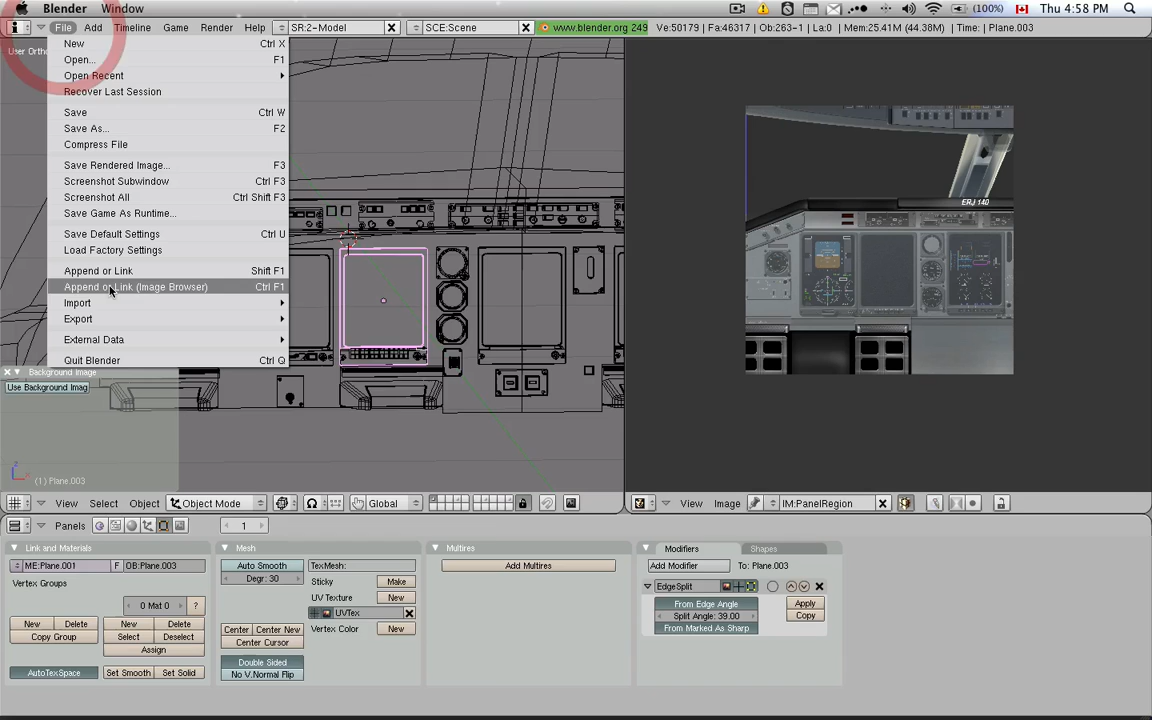 Blender Window (100%) Thu 4:58 PM
File Add Timeline Game Render Help SR:2-Model SCE:Scene www.blender.org 249 Ve:50179 | Fa:46317 | Ob:263-1 | La:0 | Mem:25.41M (44.38M) | Time: | Plane.003
User Ortho
New Ctrl X
Open... F1
Open Recent
Recover Last Session
Save Ctrl W
Save As... F2
Compress File
Save Rendered Image... F3
Screenshot Subwindow Ctrl F3
Screenshot All Ctrl Shift F3
Save Game As Runtime...
Save Default Settings Ctrl U
Load Factory Settings
Append or Link Shift F1
Append or Link (Image Browser) Ctrl F1
Import
Export
External Data
Quit Blender Ctrl Q
ERJ 140
Background Image
Use Background Imag
(1) Plane.003
View Select Object Object Mode Global
View Image IM:PanelRegion
Panels 1
Link and Materials Mesh Multires Modifiers Shapes
ME:Plane.001 F OB:Plane.003 Auto Smooth TexMesh: Add Multires Add Modifier To: Plane.003
Vertex Groups Degr: 30 Sticky Make EdgeSplit
0 Mat 0 ? UV Texture New From Edge Angle Apply
UVTex Split Angle: 39.00 Copy
New Delete New Delete Center Center New Vertex Color New From Marked As Sharp
Copy Group Select Deselect Center Cursor
Assign
Double Sided
AutoTexSpace Set Smooth Set Solid No V.Normal Flip